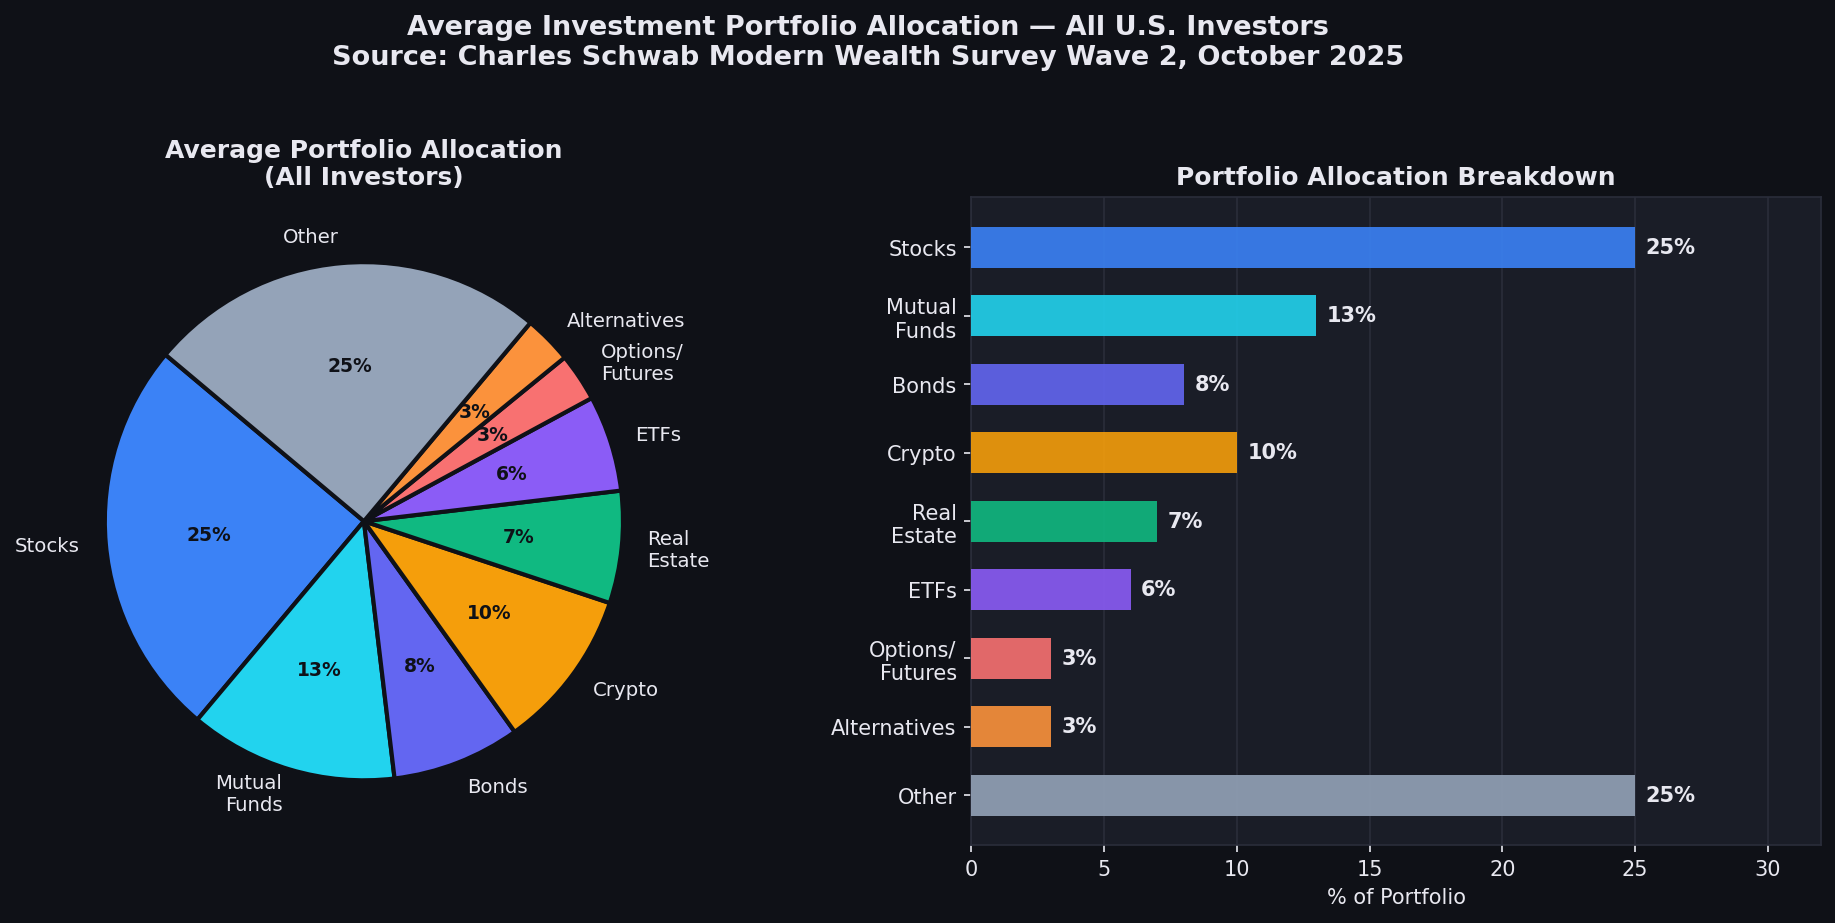 Average Investment Portfolio Allocation — All U.S. Investors
Source: Charles Schwab Modern Wealth Survey Wave 2, October 2025
Average Portfolio Allocation
(All Investors)
Other
Alternatives
Options/
Futures
ETFs
Real
Estate
Crypto
Bonds
Mutual
Funds
Stocks
25%
3%
3%
6%
7%
10%
8%
13%
25%
Portfolio Allocation Breakdown
Stocks
25%
Mutual
Funds
13%
Bonds
8%
Crypto
10%
Real
Estate
7%
ETFs
6%
Options/
Futures
3%
Alternatives
3%
Other
25%
0 5 10 15 20 25 30
% of Portfolio